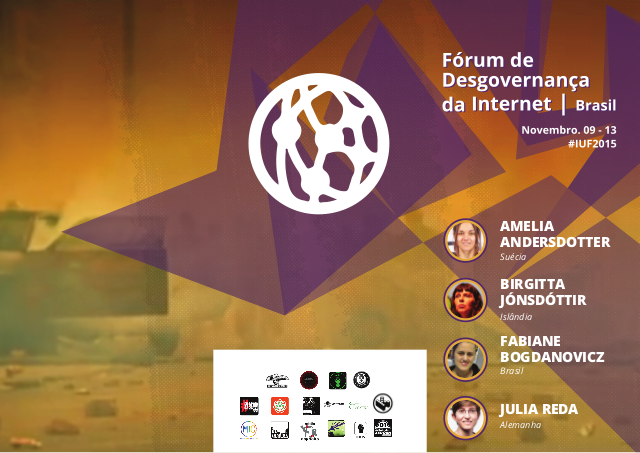 Fórum de
Desgovernança
da Internet | Brasil
Novembro. 09 - 13
#IUF2015
AMELIA
ANDERSDOTTER
Suécia
BIRGITTA
JÓNSDÓTTIR
Islândia
FABIANE
BOGDANOVICZ
Brasil
JULIA REDA
Alemanha